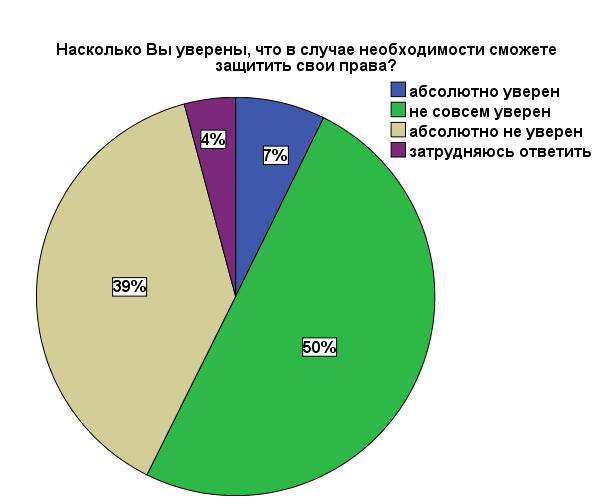 Насколько Вы уверены, что в случае необходимости сможете
защитить свои права?
абсолютно уверен
не совсем уверен
абсолютно не уверен
затрудняюсь ответить
4%
7%
39%
50%